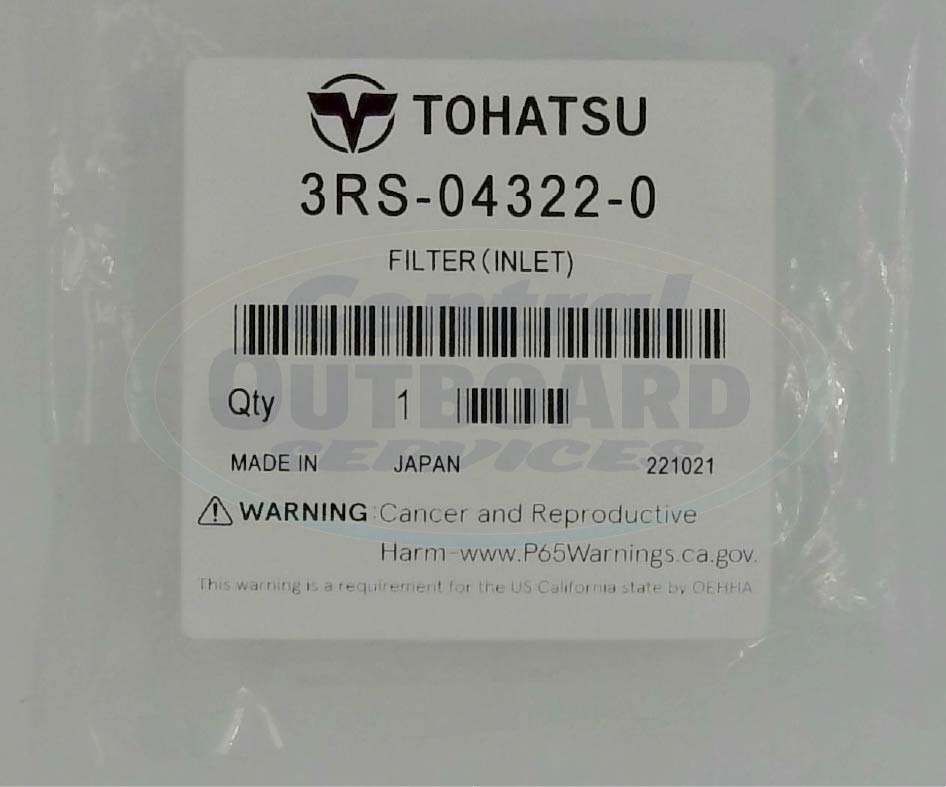 TOHATSU
3RS-04322-0
FILTER(INLET)
Central
OUTBOARD
SERVICES
Qty 1
MADE IN JAPAN 221021
⚠ WARNING:Cancer and Reproductive
Harm-www.P65Warnings.ca.gov.
This warning is a requirement for the US California state by OEHHA